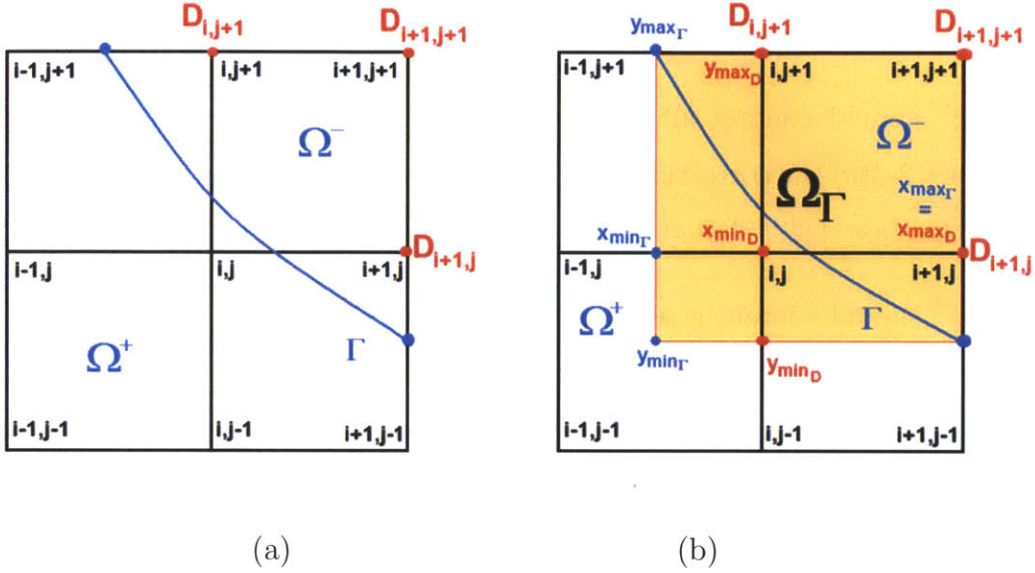 D_{i,j+1}
D_{i+1,j+1}
i-1,j+1
i,j+1
i+1,j+1
Ω^-
i-1,j
i,j
i+1,j
D_{i+1,j}
Ω^+
Γ
i-1,j-1
i,j-1
i+1,j-1
(a)
y_{max_Γ}
D_{i,j+1}
D_{i+1,j+1}
i-1,j+1
y_{max_D}
i,j+1
i+1,j+1
Ω^-
Ω_Γ
x_{max_Γ}
=
x_{min_Γ}
x_{min_D}
x_{max_D}
D_{i+1,j}
i-1,j
i,j
i+1,j
Ω^+
Γ
y_{min_Γ}
y_{min_D}
i-1,j-1
i,j-1
i+1,j-1
(b)